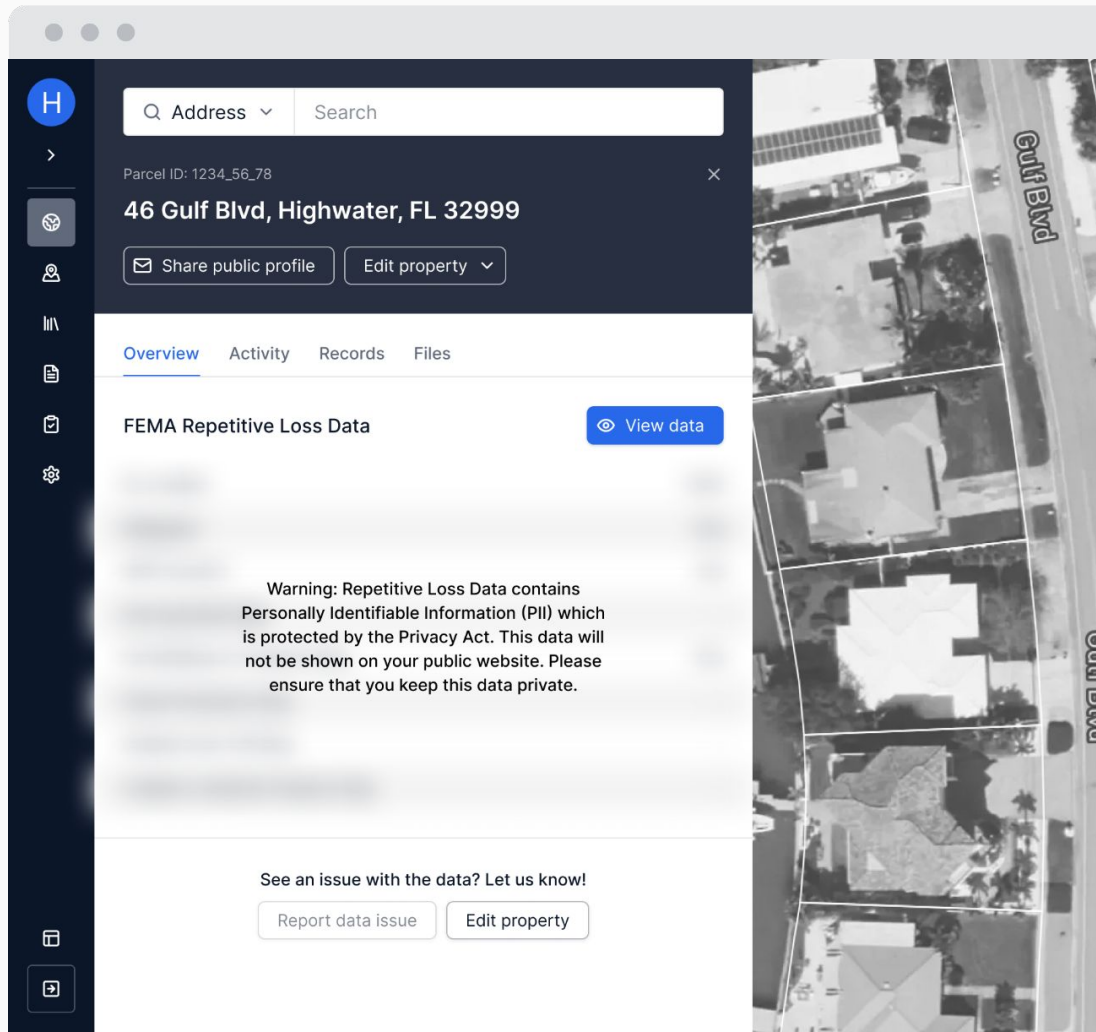 H
Address
Search
Parcel ID: 1234_56_78
46 Gulf Blvd, Highwater, FL 32999
Share public profile
Edit property
Overview
Activity
Records
Files
FEMA Repetitive Loss Data
View data
Warning: Repetitive Loss Data contains
Personally Identifiable Information (PII) which
is protected by the Privacy Act. This data will
not be shown on your public website. Please
ensure that you keep this data private.
See an issue with the data? Let us know!
Report data issue
Edit property
Gulf Blvd
Gulf Blvd